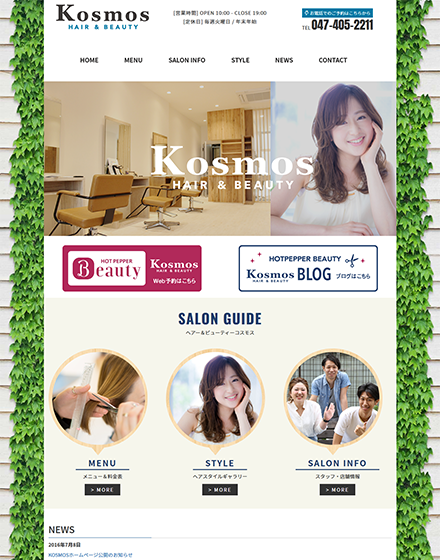 Kosmos
HAIR & BEAUTY
[営業時間] OPEN 10:00 - CLOSE 19:00
[定休日] 毎週火曜日 / 年末年始
お電話でのご予約はこちらから
TEL 047-405-2211
HOME MENU SALON INFO STYLE NEWS CONTACT
Kosmos
HAIR & BEAUTY
HOT PEPPER
Beauty
Kosmos
HAIR & BEAUTY
Web予約はこちら
HOTPEPPER BEAUTY
Kosmos BLOG
HAIR & BEAUTY
ブログはこちら
SALON GUIDE
ヘアー&ビューティーコスモス
MENU
メニュー&料金表
> MORE
STYLE
ヘアスタイルギャラリー
> MORE
SALON INFO
スタッフ・店舗情報
> MORE
NEWS
2016年7月8日
KOSMOSホームページ公開のお知らせ